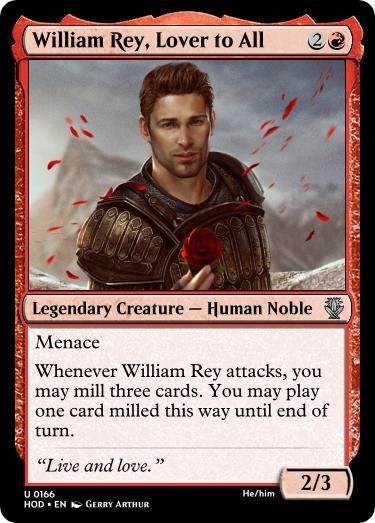 William Rey, Lover to All 2
Legendary Creature — Human Noble
Menace
Whenever William Rey attacks, you
may mill three cards. You may play
one card milled this way until end of
turn.
“Live and love.”
2/3
U 0166
HOD • EN GERRY ARTHUR
He/him